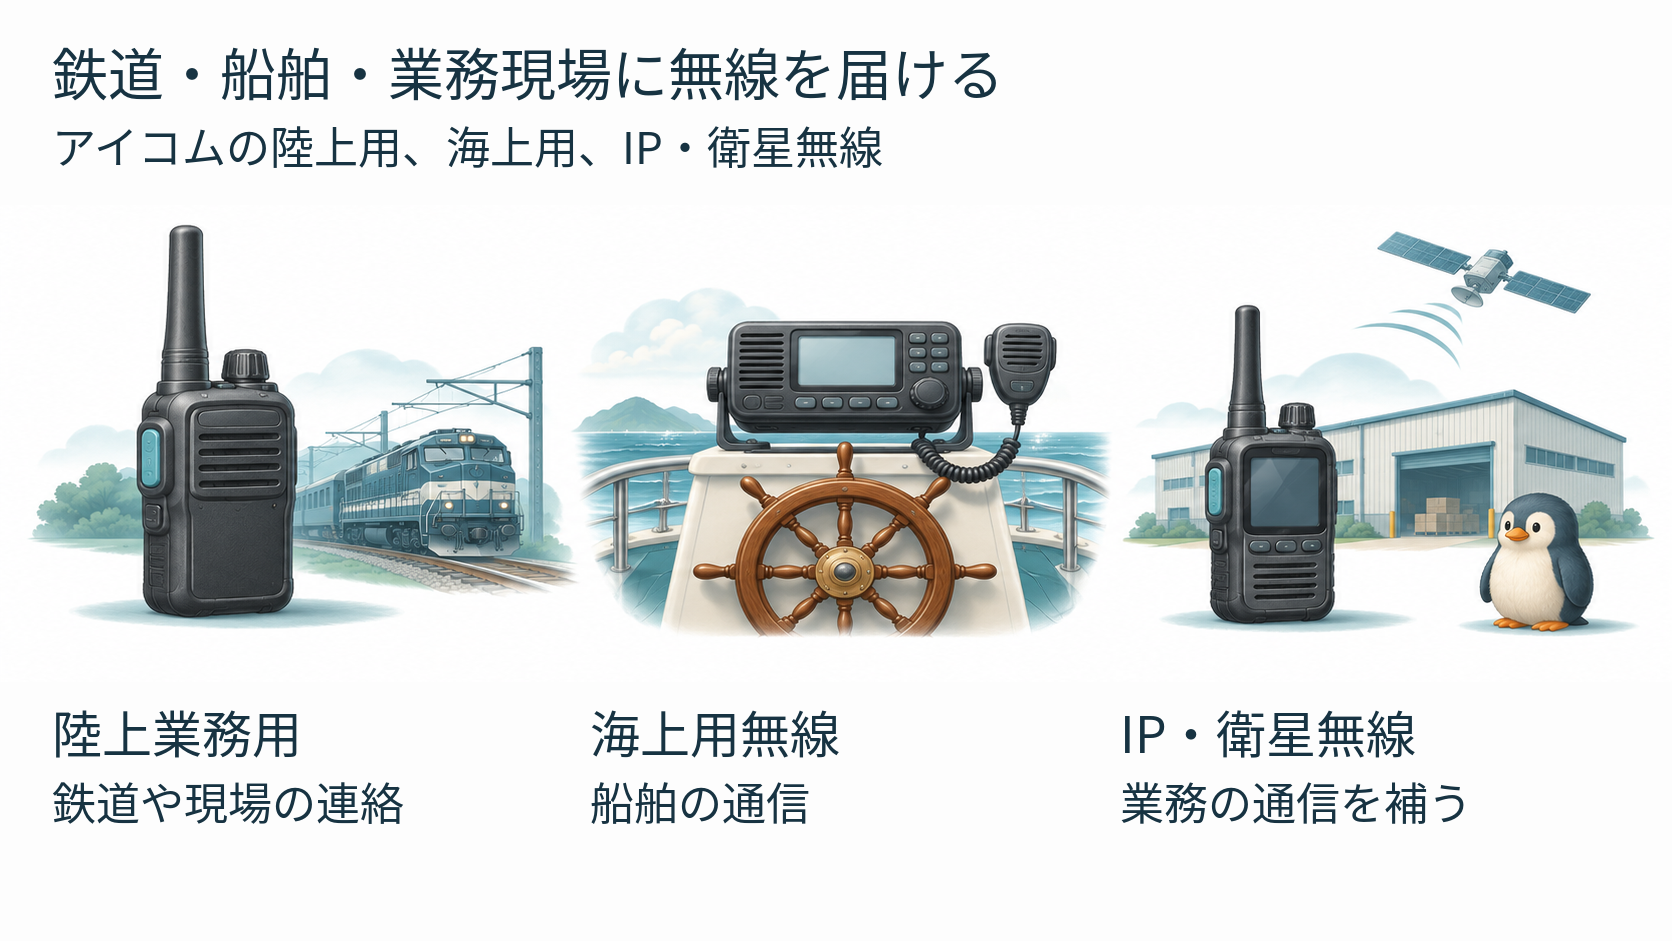 鉄道・船舶・業務現場に無線を届ける
アイコムの陸上用、海上用、IP・衛星無線
陸上業務用
鉄道や現場の連絡
海上用無線
船舶の通信
IP・衛星無線
業務の通信を補う